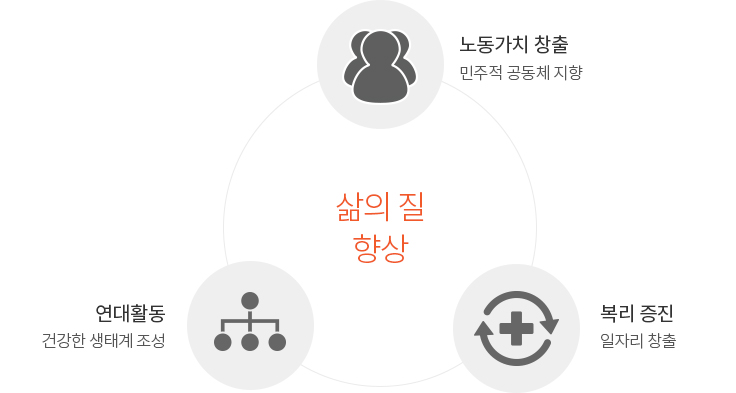 노동가치 창출
민주적 공동체 지향
삶의 질
향상
연대활동
건강한 생태계 조성
복리 증진
일자리 창출